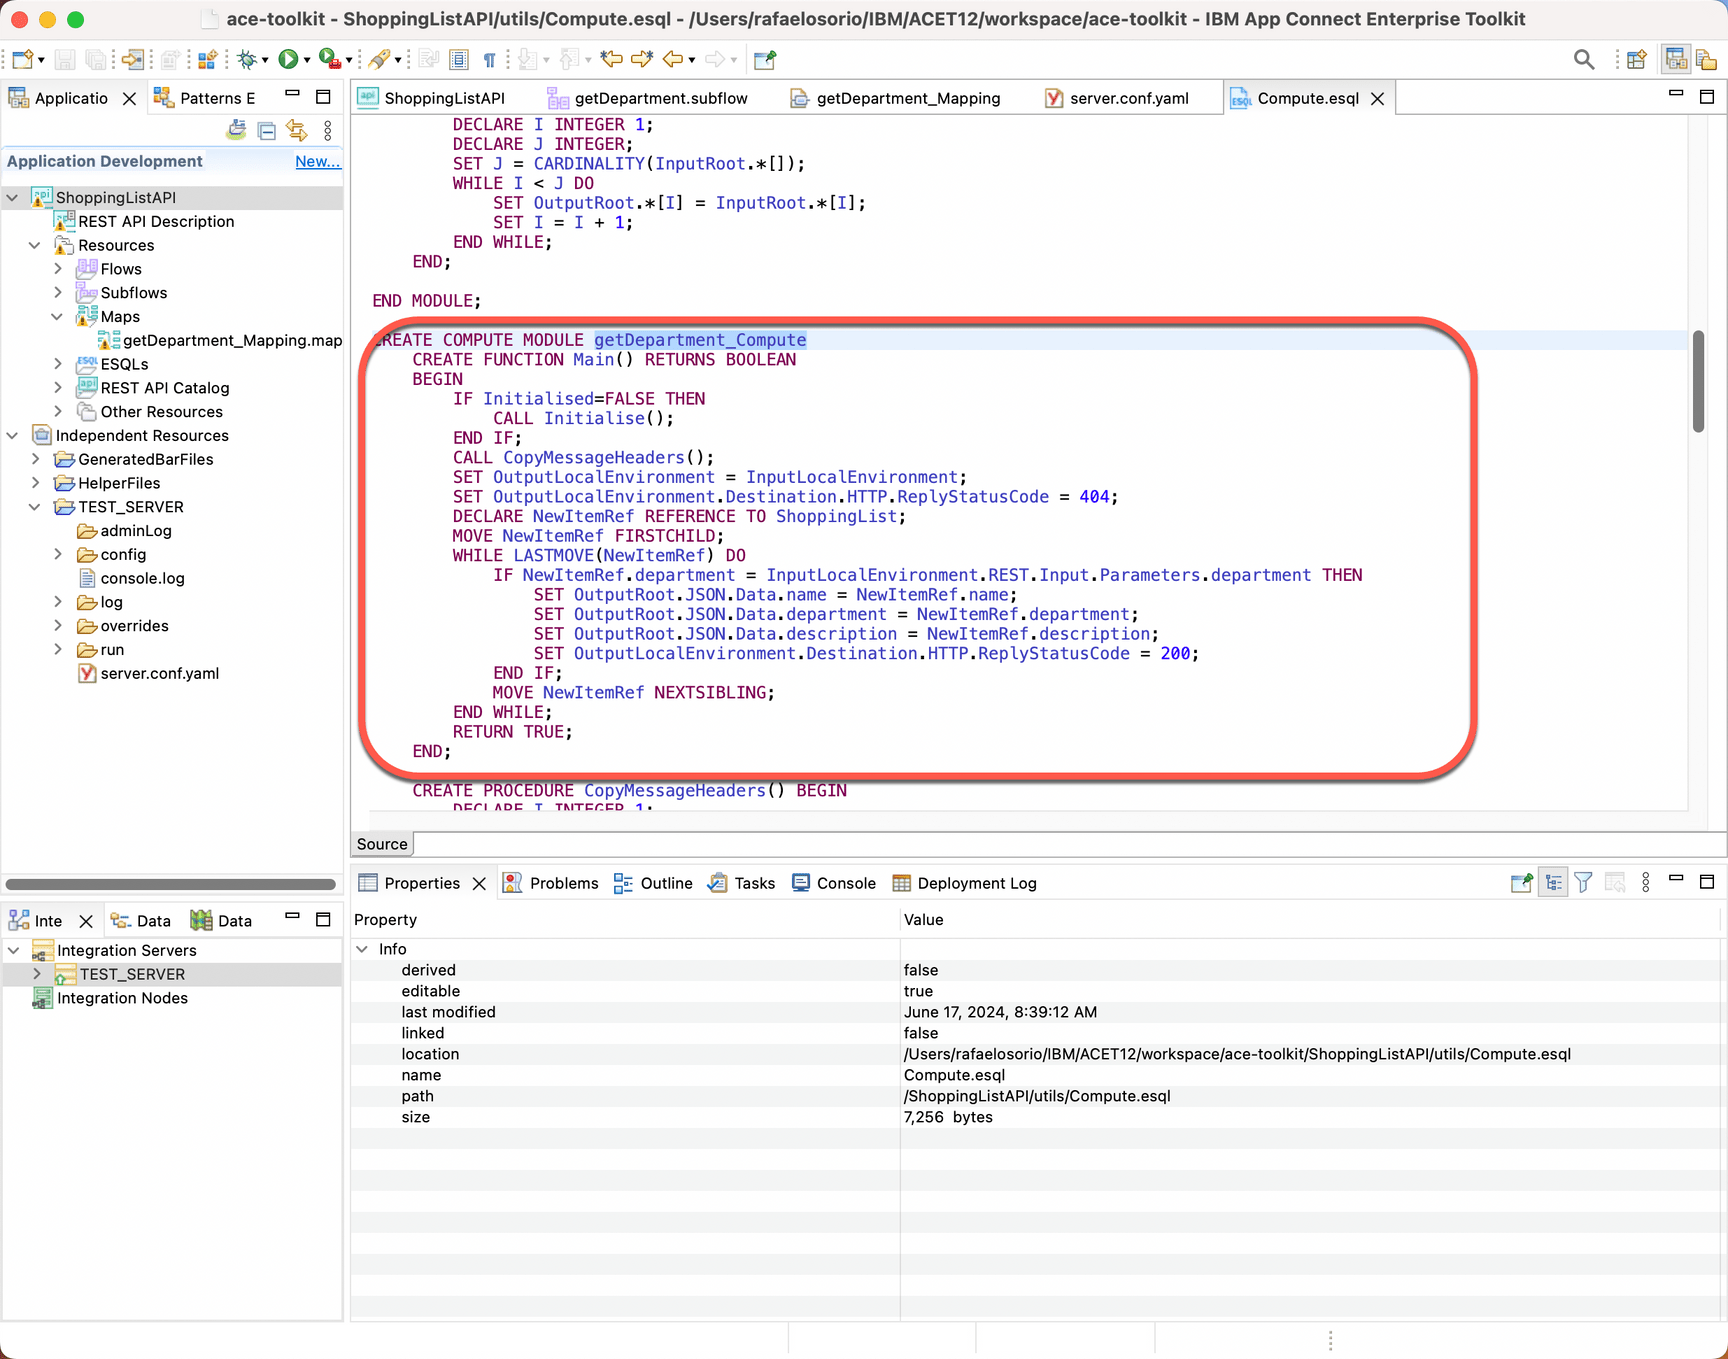 ace-toolkit - ShoppingListAPI/utils/Compute.esql - /Users/rafaelosorio/IBM/ACET12/workspace/ace-toolkit - IBM App Connect Enterprise Toolkit
Applicatio
Patterns E
Application Development
New...
ShoppingListAPI
REST API Description
Resources
Flows
Subflows
Maps
getDepartment_Mapping.map
ESQLs
REST API Catalog
Other Resources
Independent Resources
GeneratedBarFiles
HelperFiles
TEST_SERVER
adminLog
config
console.log
log
overrides
run
server.conf.yaml
ShoppingListAPI
getDepartment.subflow
getDepartment_Mapping
server.conf.yaml
Compute.esql
DECLARE I INTEGER 1;
DECLARE J INTEGER;
SET J = CARDINALITY(InputRoot.*[]);
WHILE I < J DO
SET OutputRoot.*[I] = InputRoot.*[I];
SET I = I + 1;
END WHILE;
END;
END MODULE;
CREATE COMPUTE MODULE getDepartment_Compute
CREATE FUNCTION Main() RETURNS BOOLEAN
BEGIN
IF Initialised=FALSE THEN
CALL Initialise();
END IF;
CALL CopyMessageHeaders();
SET OutputLocalEnvironment = InputLocalEnvironment;
SET OutputLocalEnvironment.Destination.HTTP.ReplyStatusCode = 404;
DECLARE NewItemRef REFERENCE TO ShoppingList;
MOVE NewItemRef FIRSTCHILD;
WHILE LASTMOVE(NewItemRef) DO
IF NewItemRef.department = InputLocalEnvironment.REST.Input.Parameters.department THEN
SET OutputRoot.JSON.Data.name = NewItemRef.name;
SET OutputRoot.JSON.Data.department = NewItemRef.department;
SET OutputRoot.JSON.Data.description = NewItemRef.description;
SET OutputLocalEnvironment.Destination.HTTP.ReplyStatusCode = 200;
END IF;
MOVE NewItemRef NEXTSIBLING;
END WHILE;
RETURN TRUE;
END;
CREATE PROCEDURE CopyMessageHeaders() BEGIN
DECLARE I INTEGER 1;
Source
Inte
Data
Data
Integration Servers
TEST_SERVER
Integration Nodes
Properties
Problems
Outline
Tasks
Console
Deployment Log
Property Value
Info
derived false
editable true
last modified June 17, 2024, 8:39:12 AM
linked false
location /Users/rafaelosorio/IBM/ACET12/workspace/ace-toolkit/ShoppingListAPI/utils/Compute.esql
name Compute.esql
path /ShoppingListAPI/utils/Compute.esql
size 7,256 bytes